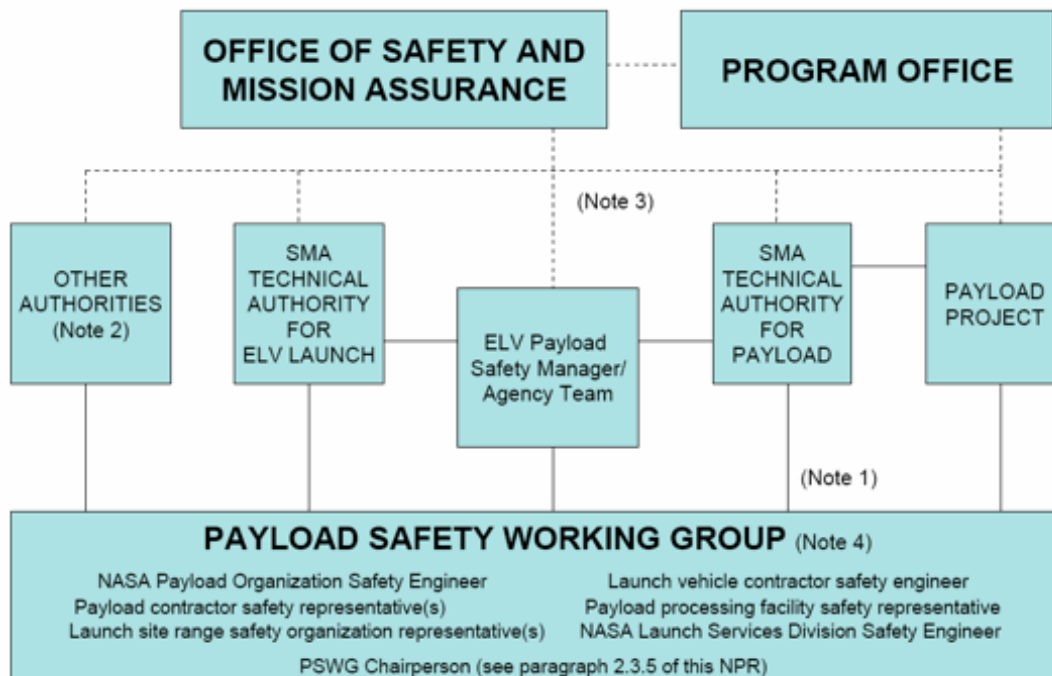 OFFICE OF SAFETY AND
MISSION ASSURANCE
PROGRAM OFFICE
(Note 3)
OTHER
AUTHORITIES
(Note 2)
SMA
TECHNICAL
AUTHORITY
FOR
ELV LAUNCH
ELV Payload
Safety Manager/
Agency Team
SMA
TECHNICAL
AUTHORITY
FOR
PAYLOAD
PAYLOAD
PROJECT
(Note 1)
PAYLOAD SAFETY WORKING GROUP (Note 4)
NASA Payload Organization Safety Engineer
Payload contractor safety representative(s)
Launch site range safety organization representative(s)
Launch vehicle contractor safety engineer
Payload processing facility safety representative
NASA Launch Services Division Safety Engineer
PSWG Chairperson (see paragraph 2.3.5 of this NPR)